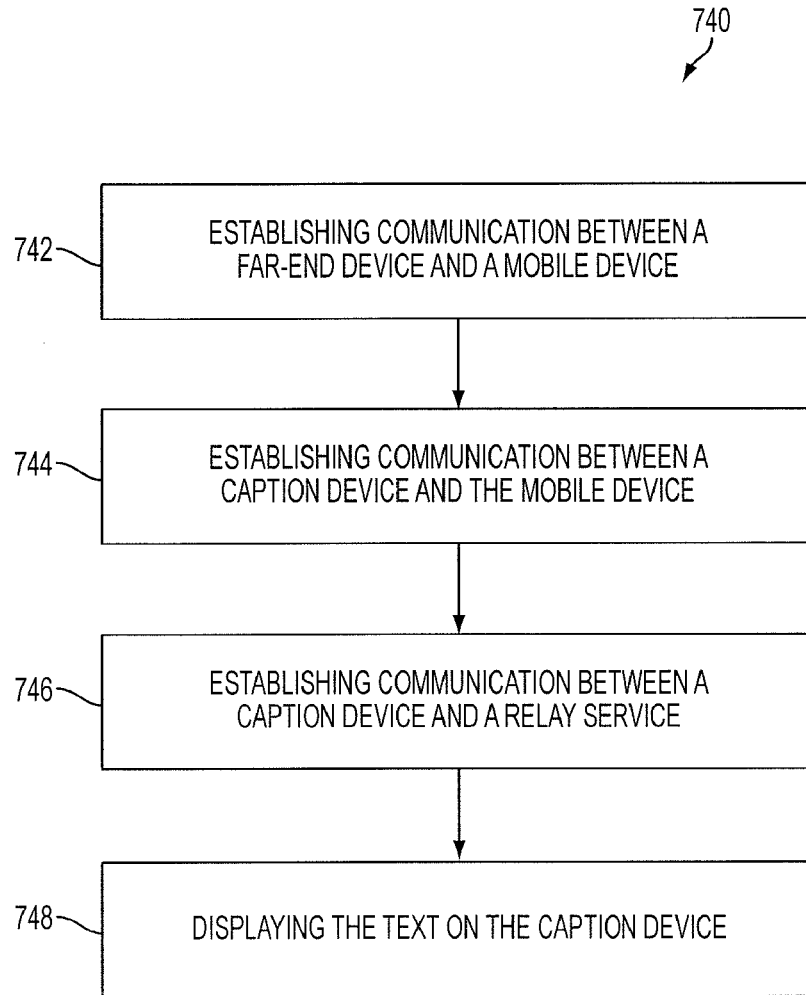 740
742
ESTABLISHING COMMUNICATION BETWEEN A
FAR-END DEVICE AND A MOBILE DEVICE
744
ESTABLISHING COMMUNICATION BETWEEN A
CAPTION DEVICE AND THE MOBILE DEVICE
746
ESTABLISHING COMMUNICATION BETWEEN A
CAPTION DEVICE AND A RELAY SERVICE
748
DISPLAYING THE TEXT ON THE CAPTION DEVICE